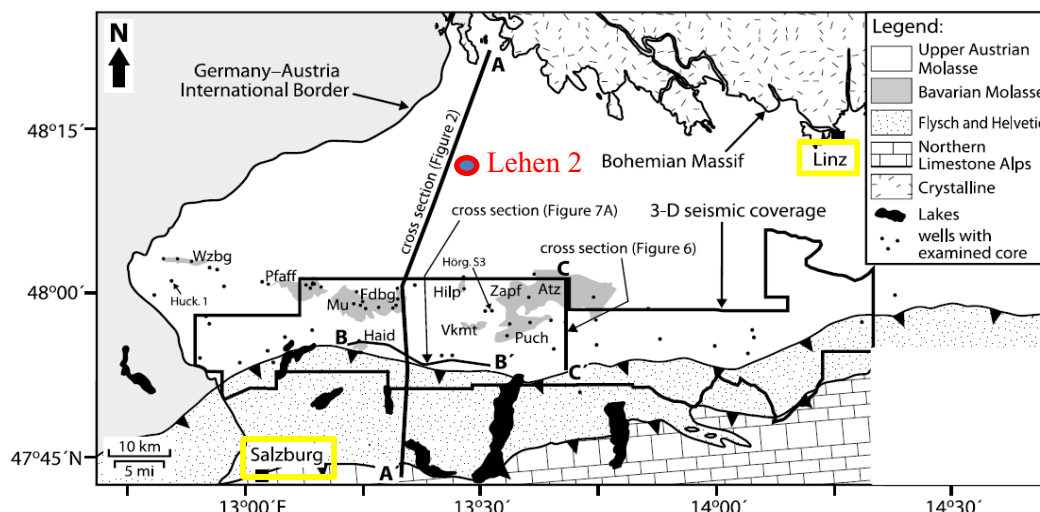 N
Germany–Austria
International Border
A
Legend:
Upper Austrian
Molasse
Bavarian Molasse
Flysch and Helvetic
Northern
Limestone Alps
Crystalline
Lakes
wells with
examined core
48°15´
cross section (Figure 2)
Lehen 2
Bohemian Massif
Linz
cross section (Figure 7A)
3-D seismic coverage
cross section (Figure 6)
Wzbg
Hörg. S3
C
Pfaff
Huck. 1
48°00´
Mu
Fdbg
Hilp
Zapf
Atz
B
Haid
Vkmt
Puch
B´
C´
10 km
5 mi
47°45´N
Salzburg
A´
13°00´E
13°30´
14°00´
14°30´